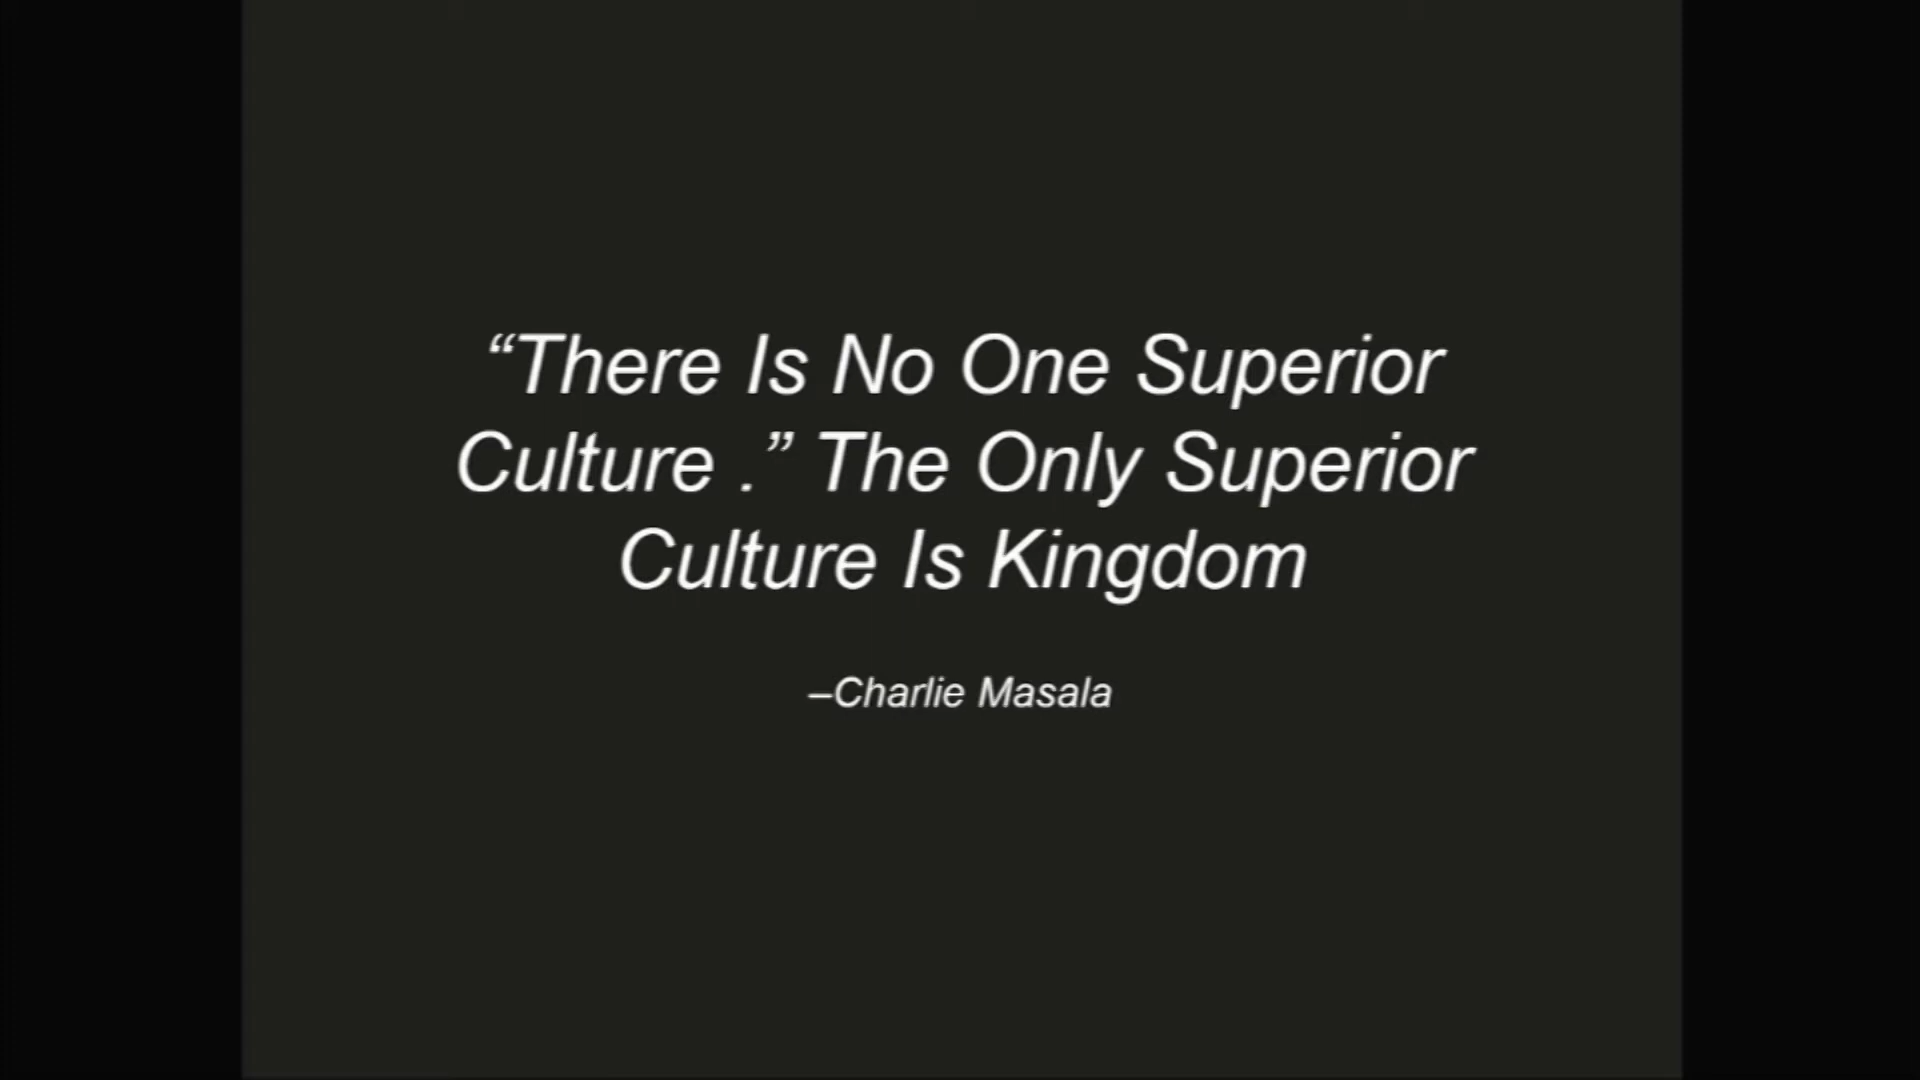 “There Is No One Superior
Culture .” The Only Superior
Culture Is Kingdom
–Charlie Masala